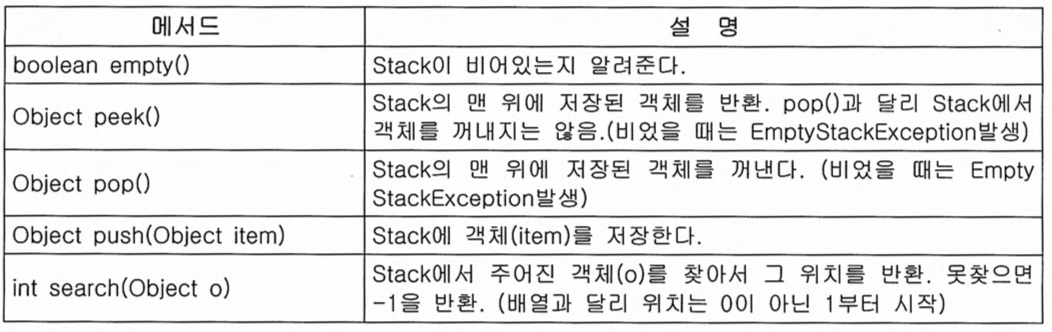 메서드 설 명
boolean empty() Stack이 비어있는지 알려준다.
Object peek() Stack의 맨 위에 저장된 객체를 반환. pop()과 달리 Stack에서
객체를 꺼내지는 않음.(비었을 때는 EmptyStackException발생)
Object pop() Stack의 맨 위에 저장된 객체를 꺼낸다. (비었을 때는 Empty
StackException발생)
Object push(Object item) Stack에 객체(item)를 저장한다.
int search(Object o) Stack에서 주어진 객체(o)를 찾아서 그 위치를 반환. 못찾으면
-1을 반환. (배열과 달리 위치는 0이 아닌 1부터 시작)